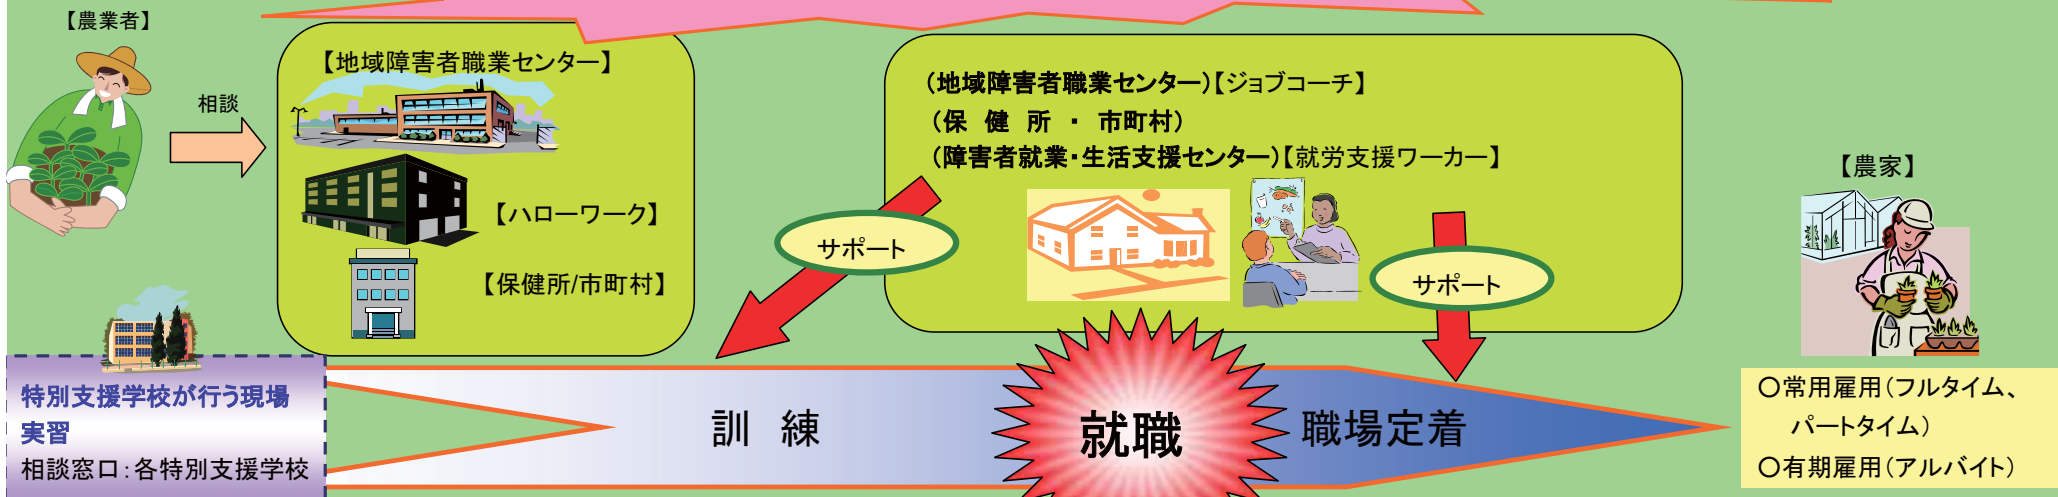 【農業者】
相談
【地域障害者職業センター】
【ハローワーク】
【保健所/市町村】
(地域障害者職業センター)【ジョブコーチ】
(保 健 所 ・ 市町村)
(障害者就業・生活支援センター)【就労支援ワーカー】
サポート
サポート
【農家】
特別支援学校が行う現場
実習
相談窓口：各特別支援学校
訓 練
就職
職場定着
○常用雇用(フルタイム、
パートタイム)
○有期雇用(アルバイト)